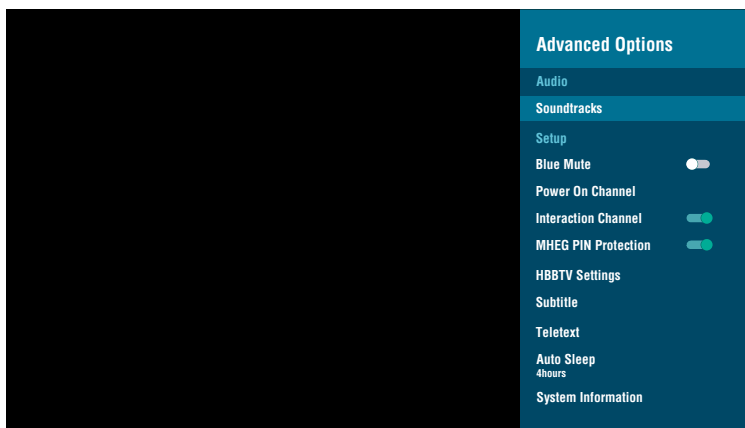 Advanced Options
Audio
Soundtracks
Setup
Blue Mute
Power On Channel
Interaction Channel
MHEG PIN Protection
HBBTV Settings
Subtitle
Teletext
Auto Sleep
4hours
System Information